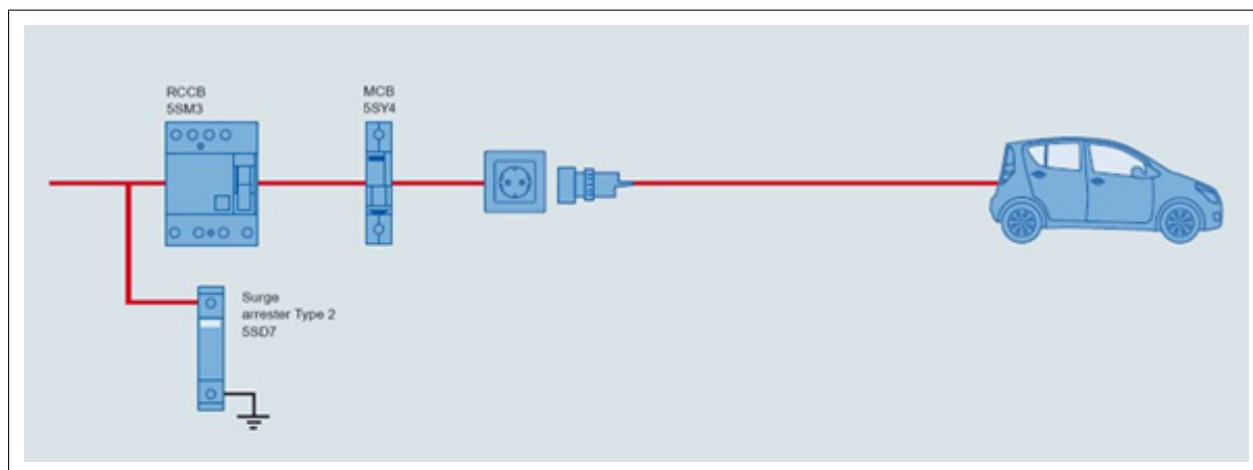 RCCB
5SM3
MCB
5SY4
Surge
arrester Type 2
5SD7